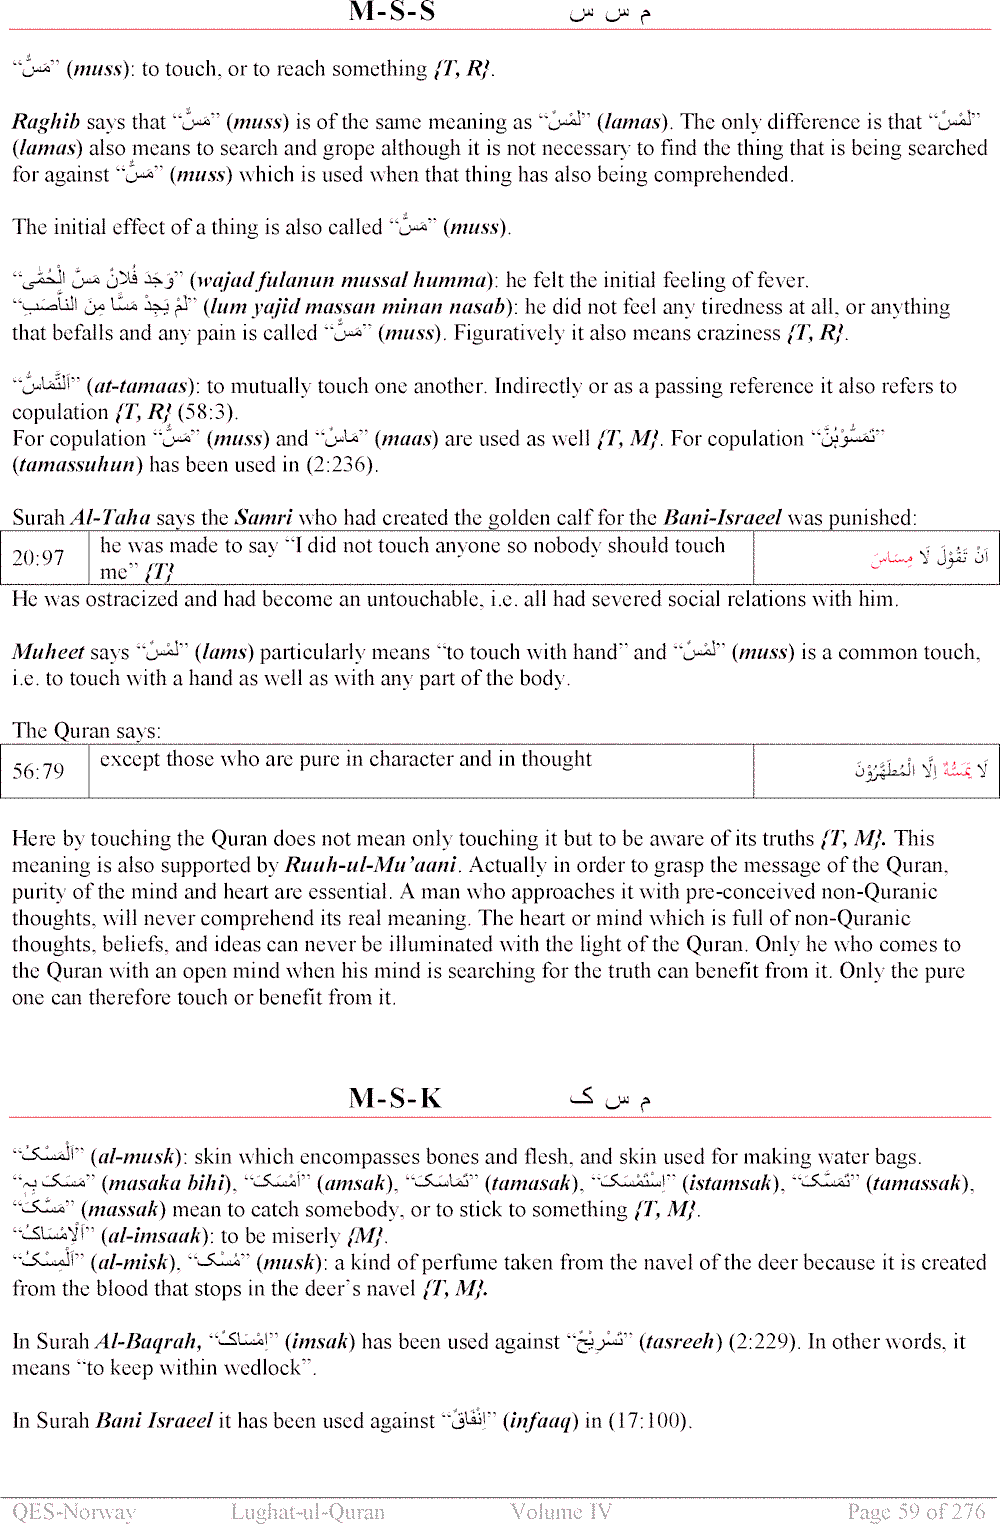 M-S-S م س س
“مَسٌّ” (muss): to touch, or to reach something {T, R}.
Raghib says that “مَسٌّ” (muss) is of the same meaning as “لَمْسٌ” (lamas). The only difference is that “لَمْسٌ”
(lamas) also means to search and grope although it is not necessary to find the thing that is being searched
for against “مَسٌّ” (muss) which is used when that thing has also being comprehended.
The initial effect of a thing is also called “مَسٌّ” (muss).
“وَجَدَ فُلَانٌ مَسَّ الْحُمّٰى” (wajad fulanun mussal humma): he felt the initial feeling of fever.
“لَمْ يَجِدْ مَسًّا مِنَ النَّصَبِ” (lum yajid massan minan nasab): he did not feel any tiredness at all, or anything
that befalls and any pain is called “مَسٌّ” (muss). Figuratively it also means craziness {T, R}.
“اَلتَّمَاسُّ” (at-tamaas): to mutually touch one another. Indirectly or as a passing reference it also refers to
copulation {T, R} (58:3).
For copulation “مَسٌّ” (muss) and “مَاسٌ” (maas) are used as well {T, M}. For copulation “تَمَسُّوْہُنَّ”
(tamassuhun) has been used in (2:236).
Surah Al-Taha says the Samri who had created the golden calf for the Bani-Israeel was punished:
20:97 he was made to say “I did not touch anyone so nobody should touch
me” {T} اَنْ تَقُوْلَ لَا مِسَاسَ
He was ostracized and had become an untouchable, i.e. all had severed social relations with him.
Muheet says “لَمْسٌ” (lams) particularly means “to touch with hand” and “لَمْسٌ” (muss) is a common touch,
i.e. to touch with a hand as well as with any part of the body.
The Quran says:
56:79 except those who are pure in character and in thought لَا يَمَسُّهٗ اِلَّا الْمُطَهَّرُوْنَ
Here by touching the Quran does not mean only touching it but to be aware of its truths {T, M}. This
meaning is also supported by Ruuh-ul-Mu’aani. Actually in order to grasp the message of the Quran,
purity of the mind and heart are essential. A man who approaches it with pre-conceived non-Quranic
thoughts, will never comprehend its real meaning. The heart or mind which is full of non-Quranic
thoughts, beliefs, and ideas can never be illuminated with the light of the Quran. Only he who comes to
the Quran with an open mind when his mind is searching for the truth can benefit from it. Only the pure
one can therefore touch or benefit from it.
M-S-K م س ک
“اَلْمَسْکُ” (al-musk): skin which encompasses bones and flesh, and skin used for making water bags.
“مَسَکَ بِہٖ” (masaka bihi), “اَمْسَکَ” (amsak), “تَمَاسَکَ” (tamasak), “اِسْتَمْسَکَ” (istamsak), “تَمَسَّکَ” (tamassak),
“مَسَّکَ” (massak) mean to catch somebody, or to stick to something {T, M}.
“اَلْاِمْسَاکُ” (al-imsaak): to be miserly {M}.
“اَلْمِسْکُ” (al-misk), “مُسْک” (musk): a kind of perfume taken from the navel of the deer because it is created
from the blood that stops in the deer’s navel {T, M}.
In Surah Al-Baqrah, “اِمْسَاکٌ” (imsak) has been used against “تَسْرِيْحٌ” (tasreeh) (2:229). In other words, it
means “to keep within wedlock”.
In Surah Bani Israeel it has been used against “اِنْفَاقٌ” (infaaq) in (17:100).
QES-Norway Lughat-ul-Quran Volume IV Page 59 of 276